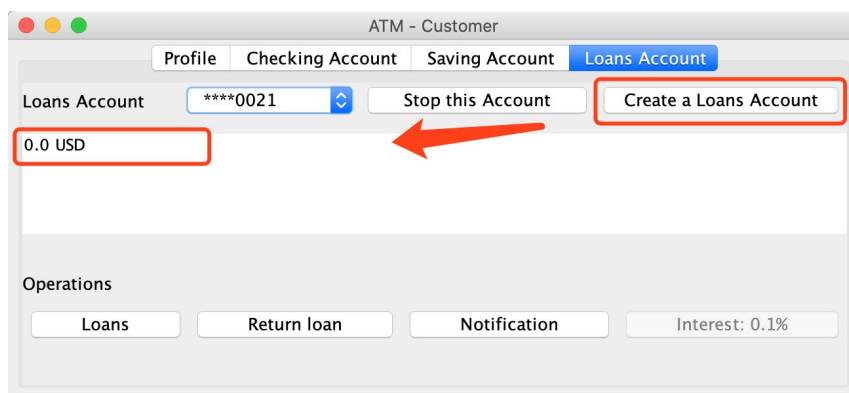 ATM - Customer
Profile Checking Account Saving Account Loans Account
Loans Account ****0021 Stop this Account Create a Loans Account
0.0 USD
Operations
Loans Return loan Notification Interest: 0.1%